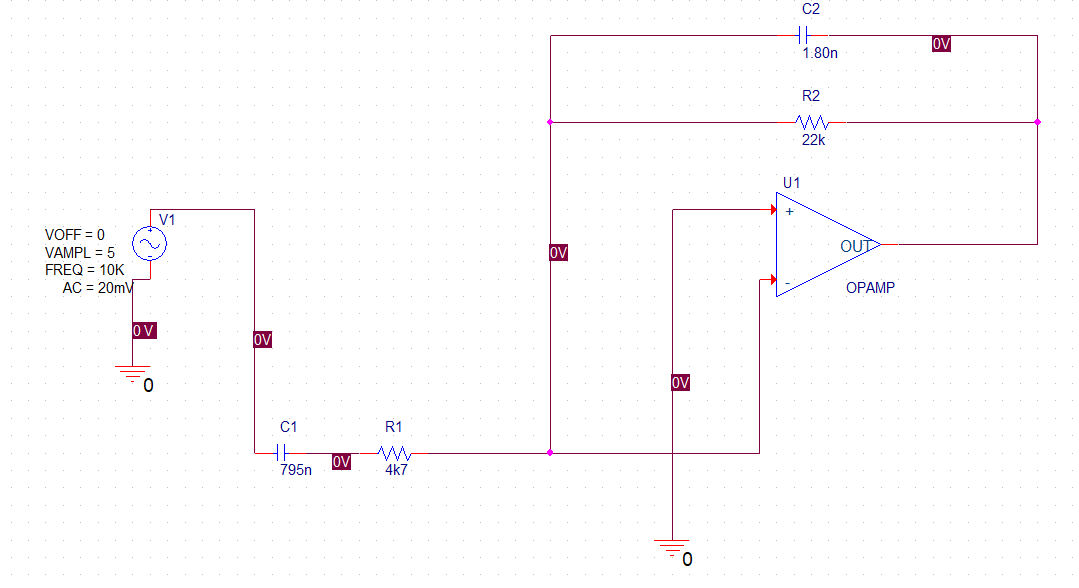 C2
0V
1.80n
R2
22k
U1
V1
+
VOFF = 0
VAMPL = 5
OUT
0V
FREQ = 10K
AC = 20mV
-
OPAMP
0 V
0V
0
0V
C1
R1
0V
795n
4k7
0